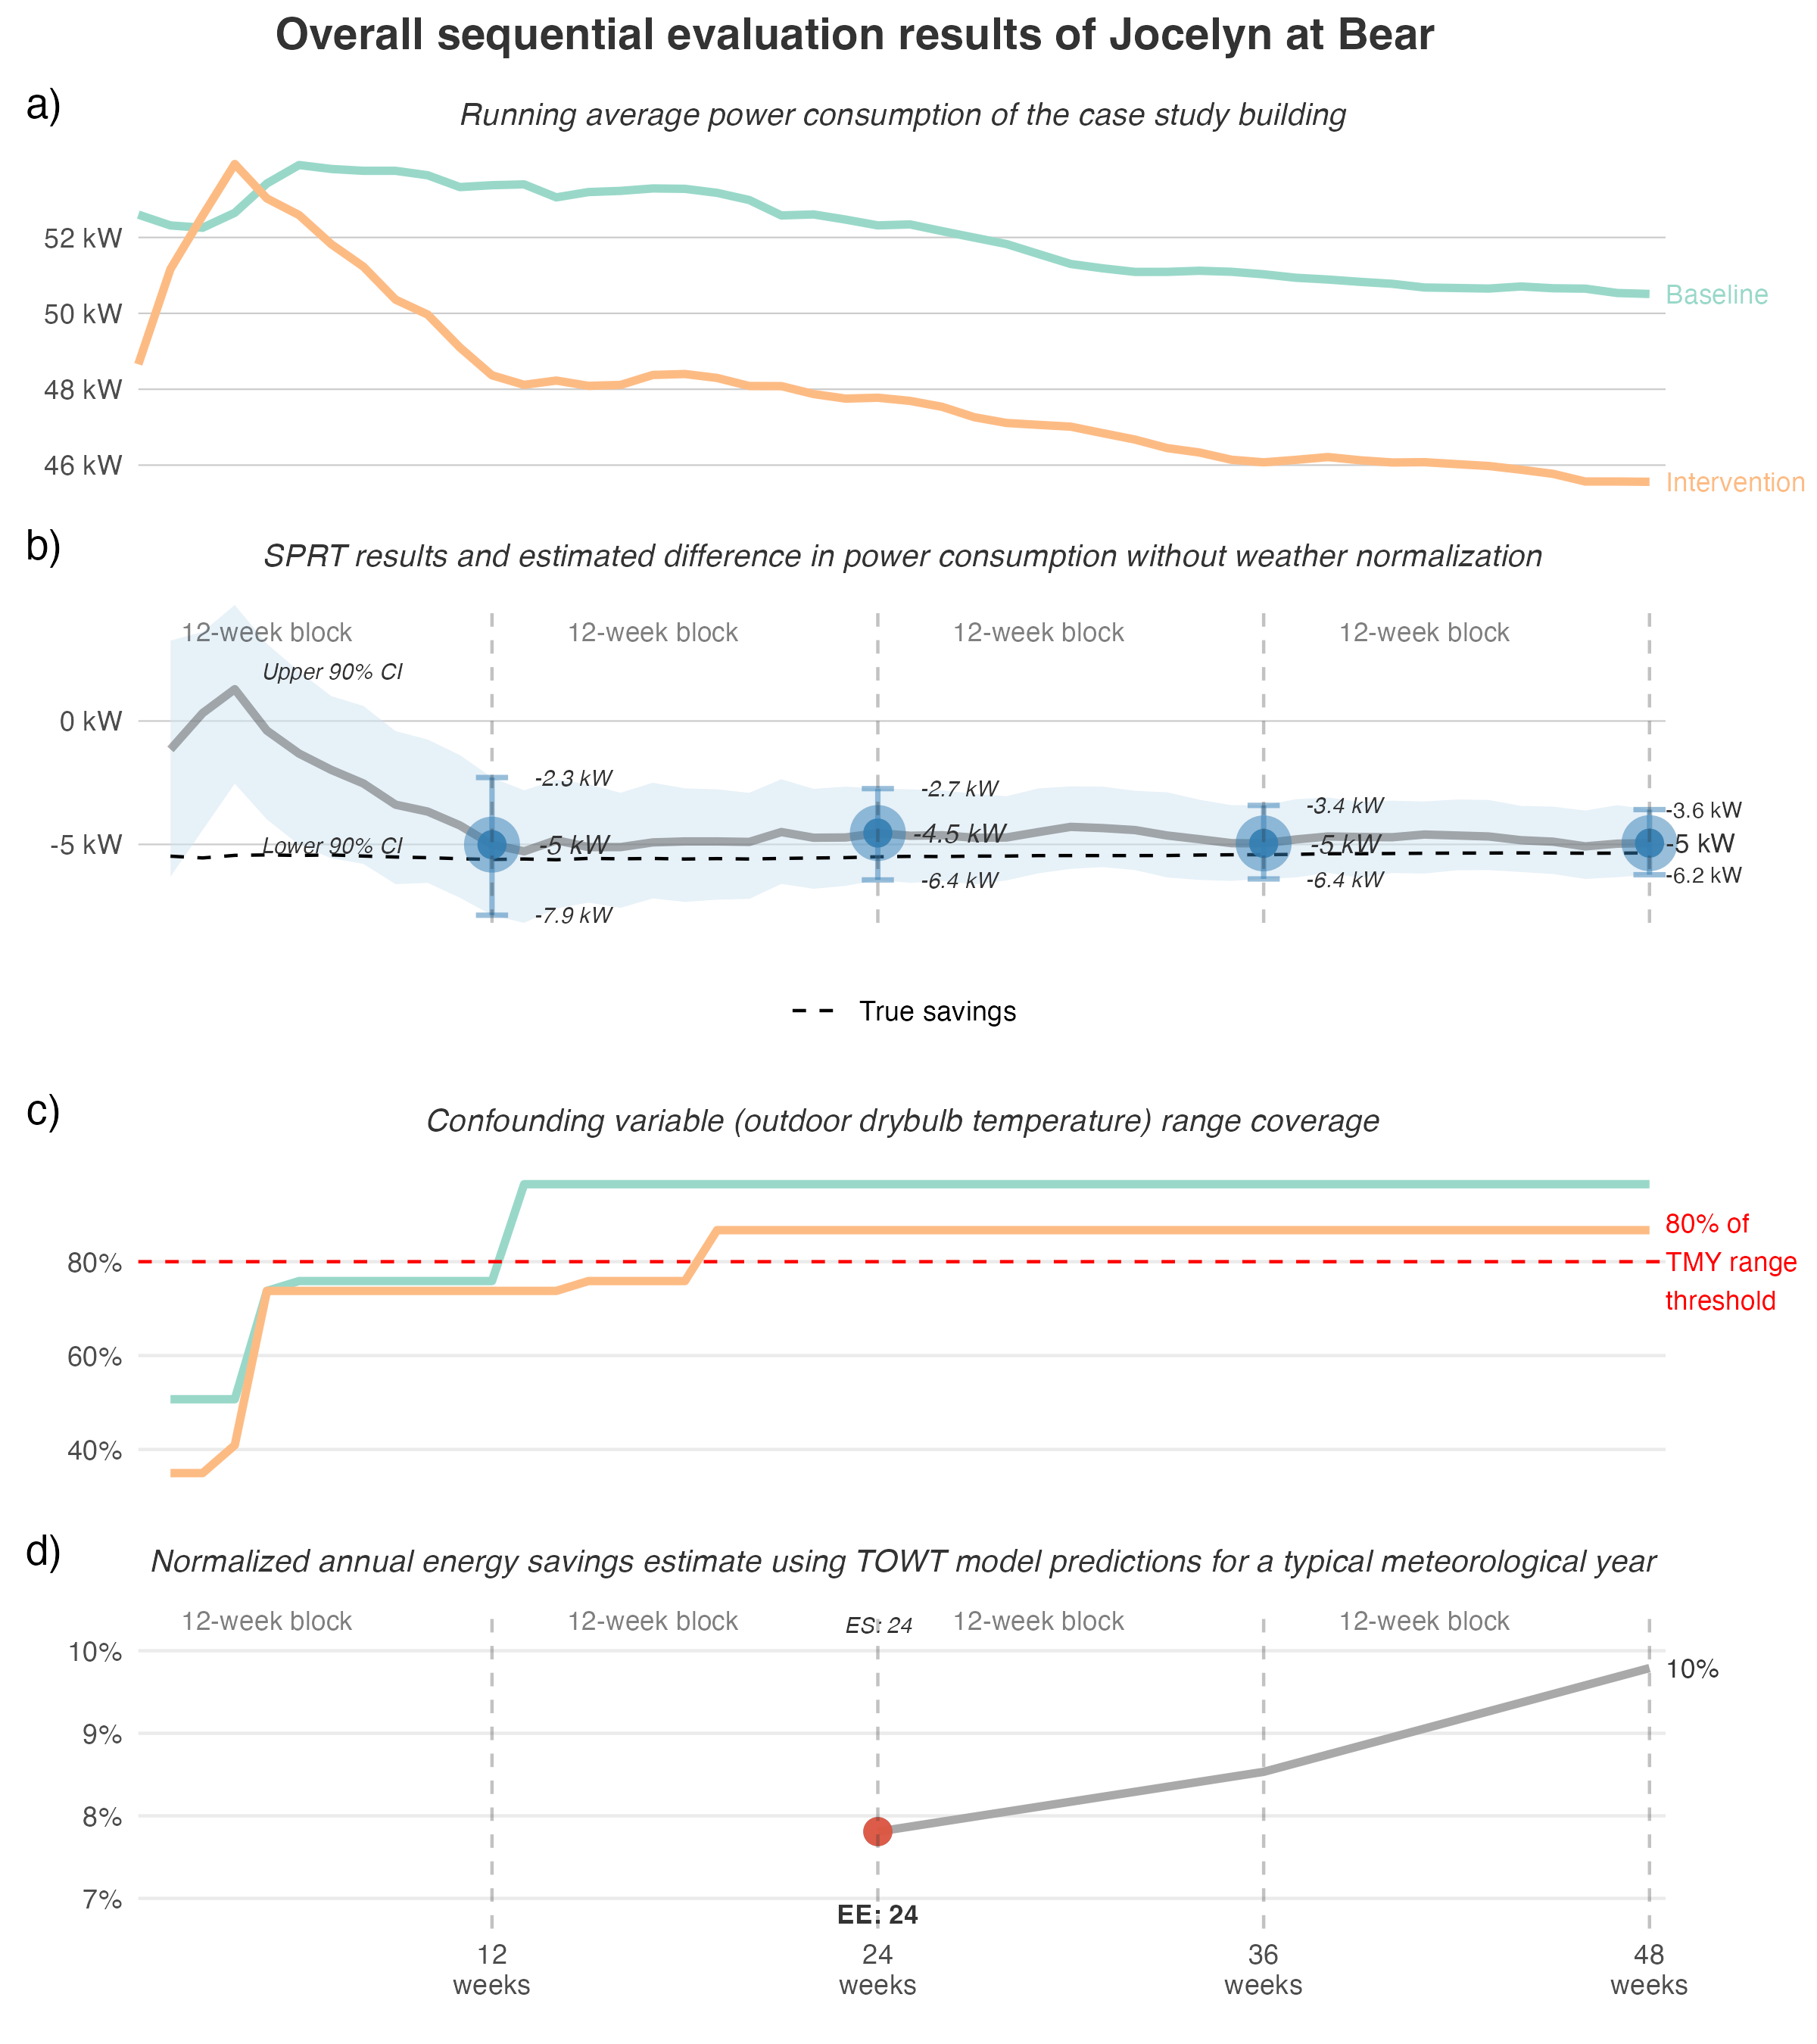 Overall sequential evaluation results of Jocelyn at Bear
a)
Running average power consumption of the case study building
52 kW
50 kW
48 kW
46 kW
Baseline
Intervention
b)
SPRT results and estimated difference in power consumption without weather normalization
12-week block 12-week block 12-week block 12-week block
Upper 90% CI
0 kW
-2.3 kW
-2.7 kW
-3.4 kW
-3.6 kW
-5 kW
Lower 90% CI
-5 kW
-4.5 kW
-5 kW
-5 kW
-7.9 kW
-6.4 kW
-6.4 kW
-6.2 kW
True savings
c)
Confounding variable (outdoor drybulb temperature) range coverage
80%
60%
40%
80% of
TMY range
threshold
d)
Normalized annual energy savings estimate using TOWT model predictions for a typical meteorological year
12-week block 12-week block ES: 24 12-week block 12-week block
10%
9%
8%
7%
10%
EE: 24
12 24 36 48
weeks weeks weeks weeks